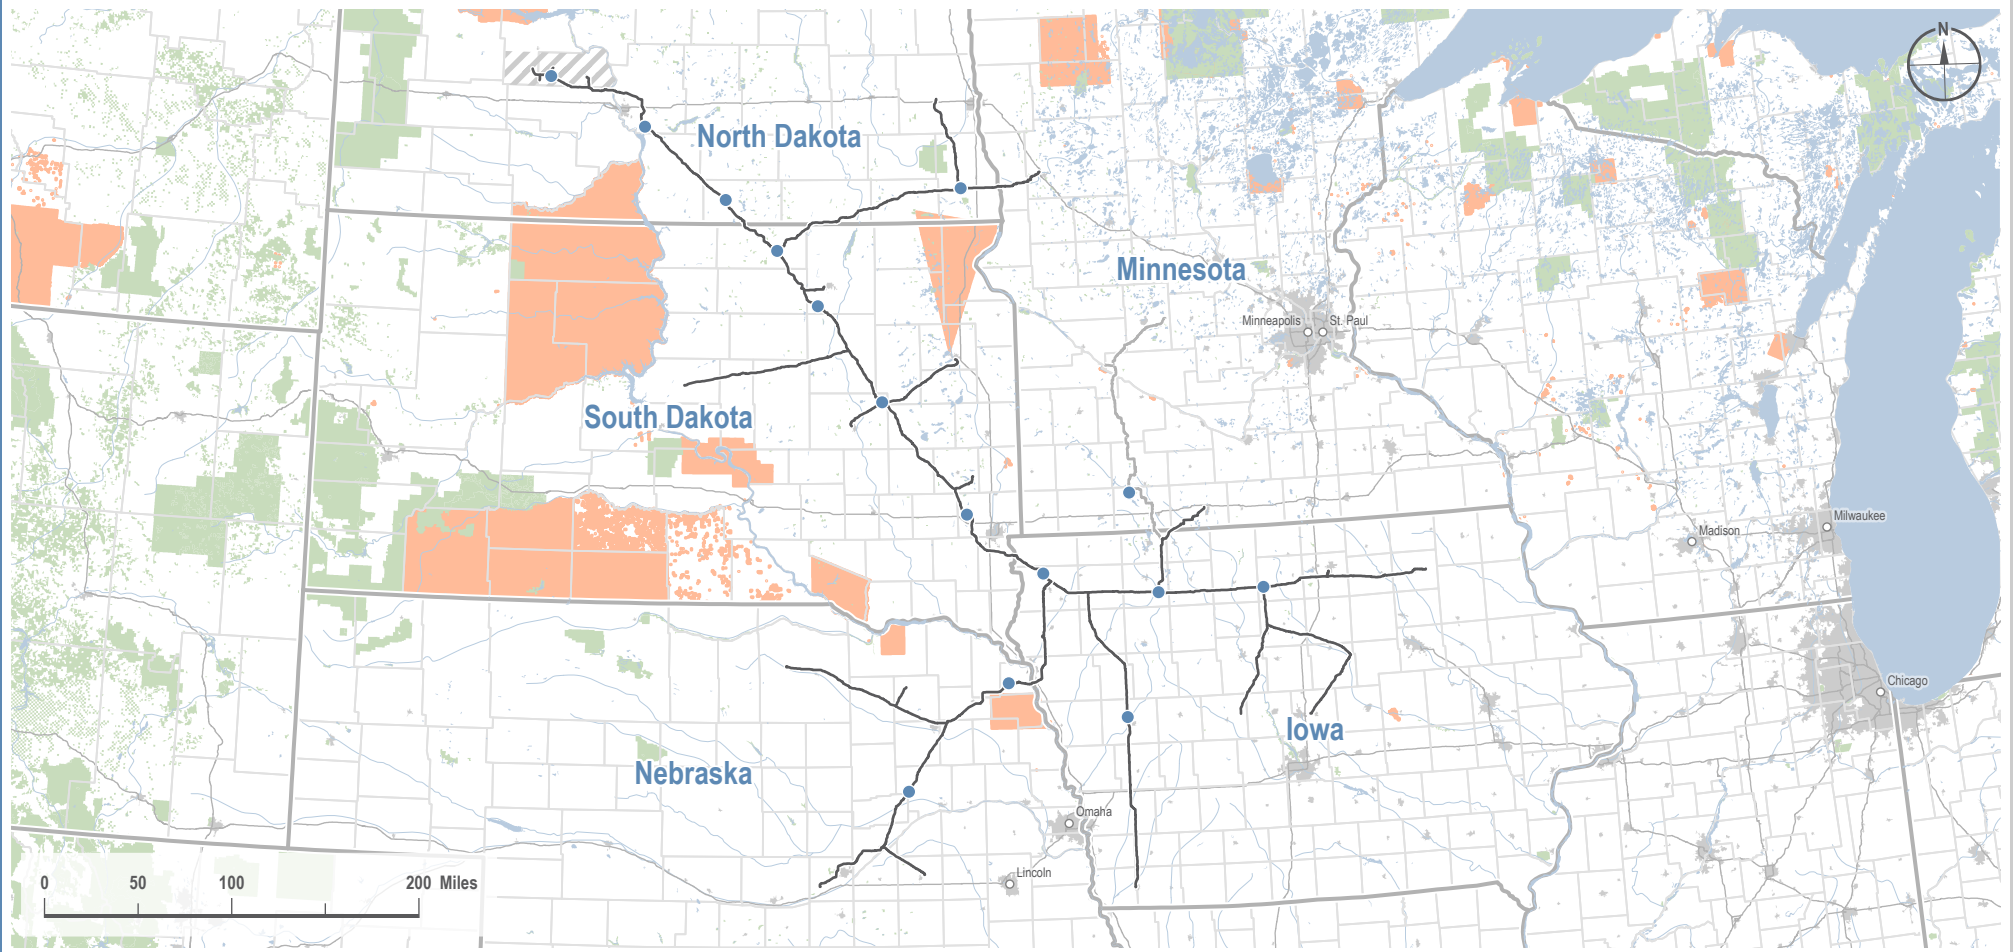 N
North Dakota
Minnesota
Minneapolis
St. Paul
South Dakota
Milwaukee
Madison
Chicago
Iowa
Nebraska
Omaha
Lincoln
0 50 100 200 Miles